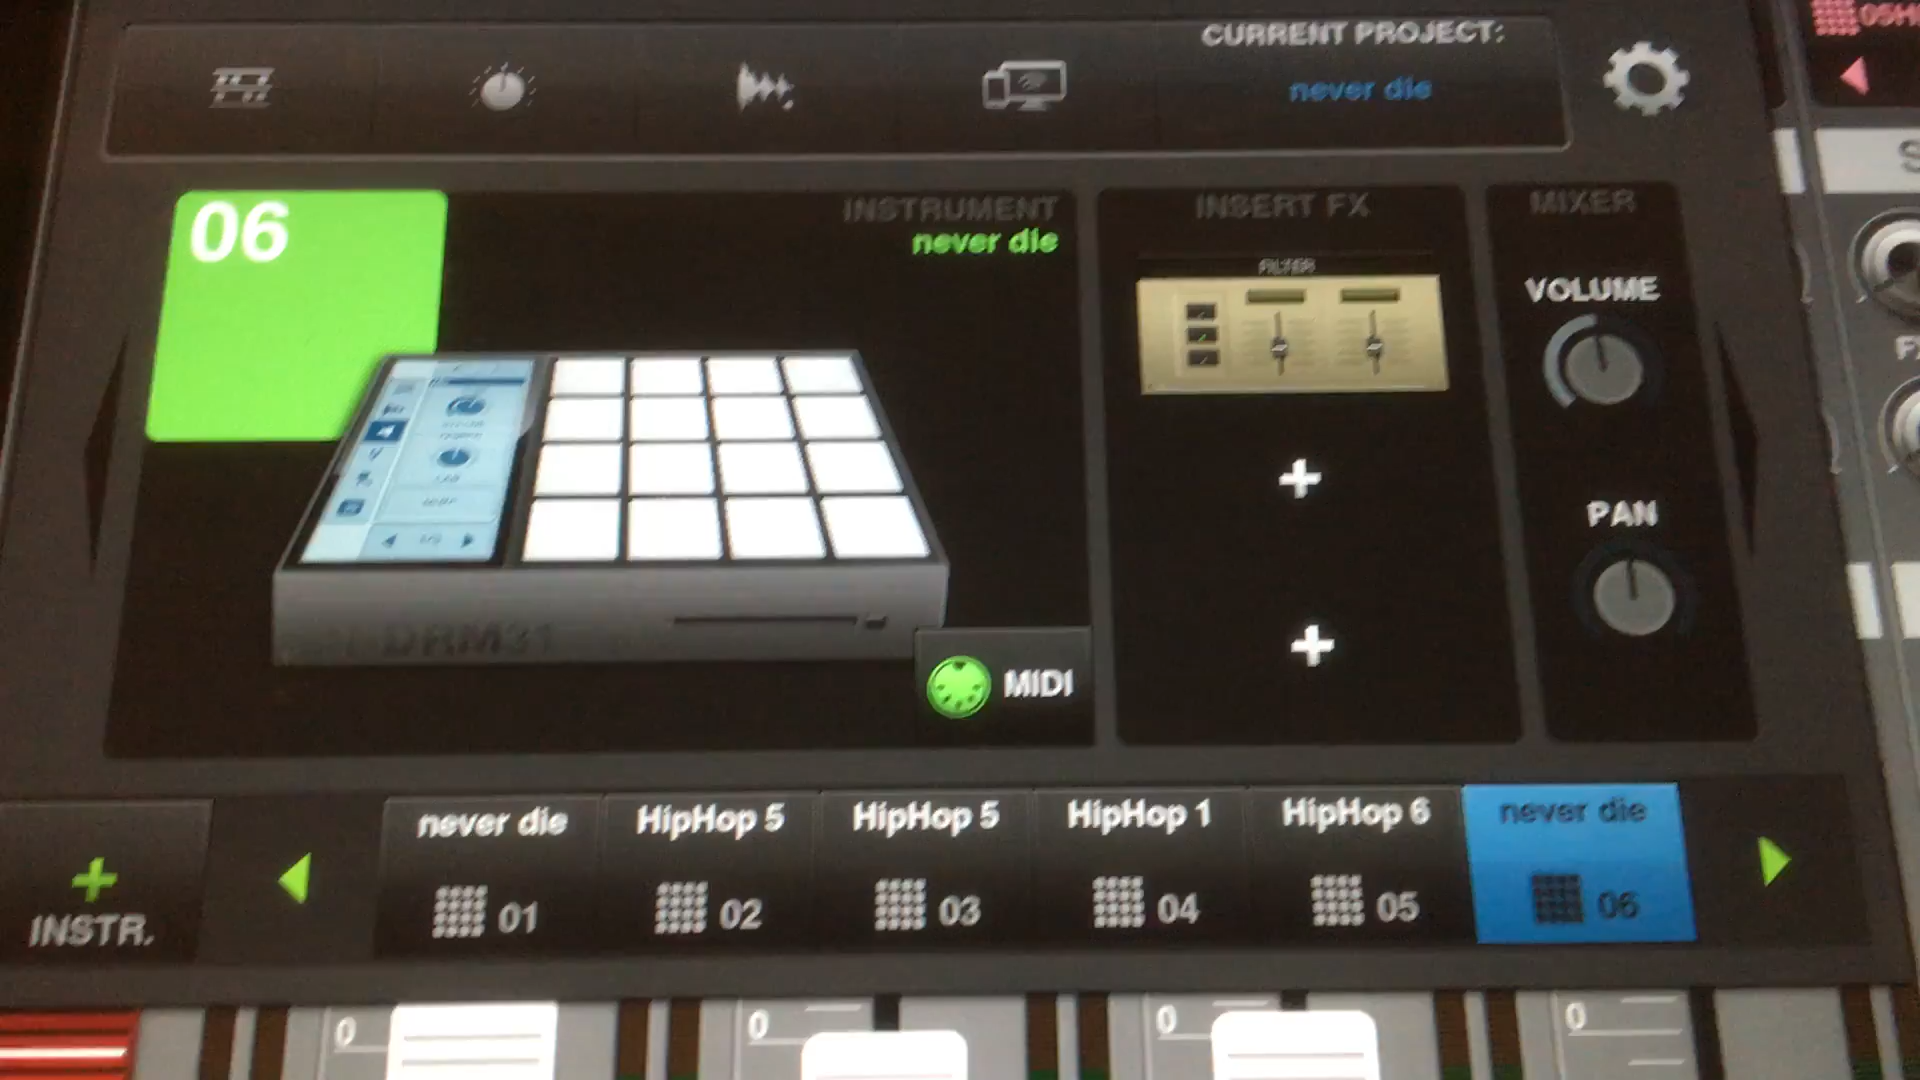 CURRENT PROJECT:
never die
06
INSTRUMENT
never die
INSERT FX
MIXER
FILTER
VOLUME
PAN
DRM31
MIDI
never die
HipHop 5
HipHop 5
HipHop 1
HipHop 6
never die
01
02
03
04
05
06
+
INSTR.
0
0
0
0